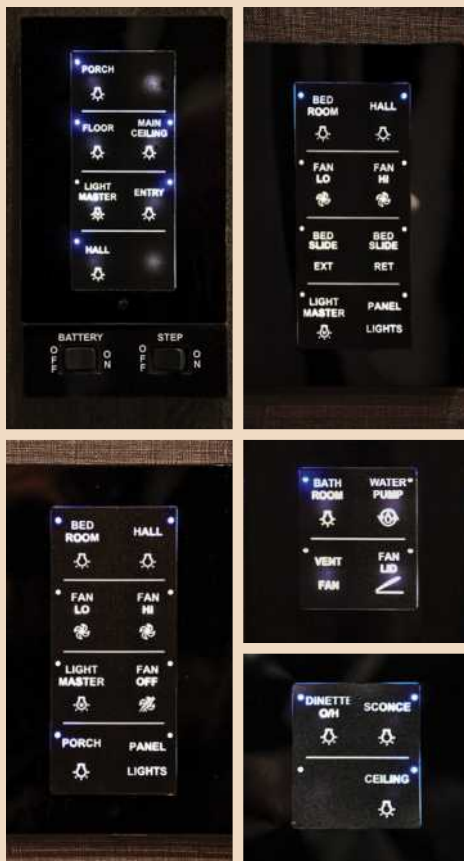 PORCH
FLOOR
MAIN
CEILING
LIGHT
MASTER
ENTRY
HALL
BATTERY
OFF
ON
STEP
OFF
ON
BED
ROOM
HALL
FAN
LO
FAN
HI
BED
SLIDE
EXT
BED
SLIDE
RET
LIGHT
MASTER
PANEL
LIGHTS
BED
ROOM
HALL
FAN
LO
FAN
HI
LIGHT
MASTER
FAN
OFF
PORCH
PANEL
LIGHTS
BATH
ROOM
WATER
PUMP
VENT
FAN
FAN
LID
DINETTE
O/H
SCONCE
CEILING